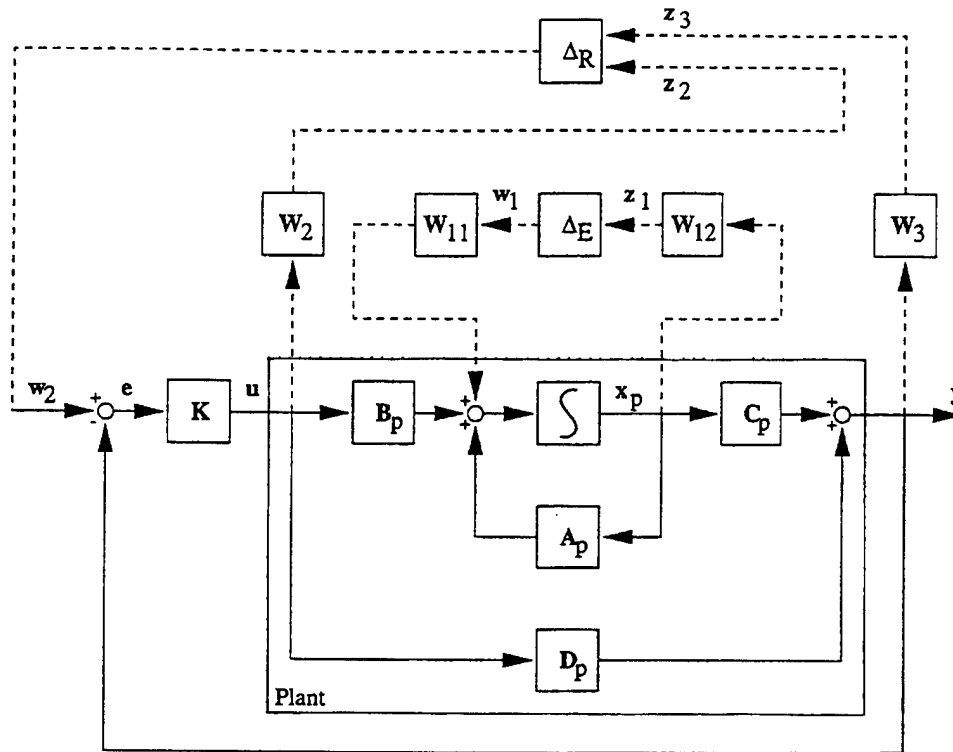 z3
ΔR
z2
w1
z1
W2
W11
ΔE
W12
W3
w2
+
-
e
K
u
Bp
+
+
∫
xp
Cp
+
+
Ap
Dp
Plant